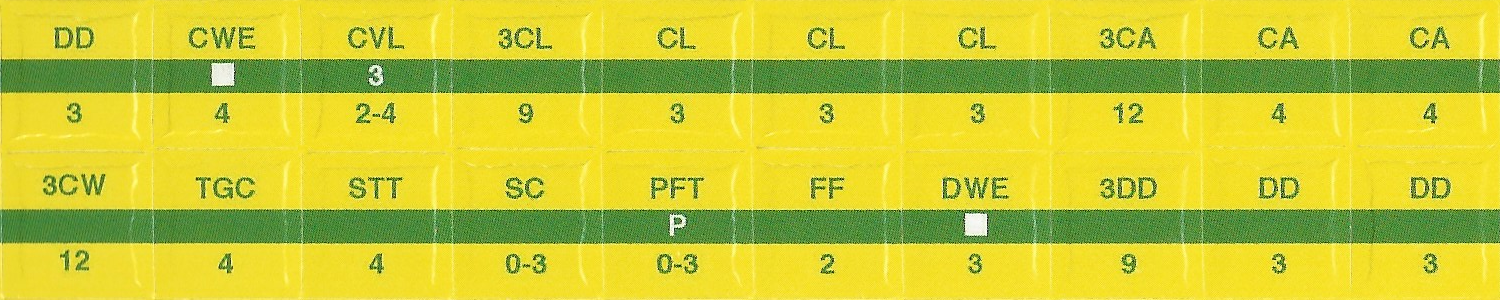 DD CWE CVL 3CL CL CL CL 3CA CA CA
3
3 4 2-4 9 3 3 3 12 4 4
3CW TGC STT SC PFT FF DWE 3DD DD DD
P
12 4 4 0-3 0-3 2 3 9 3 3